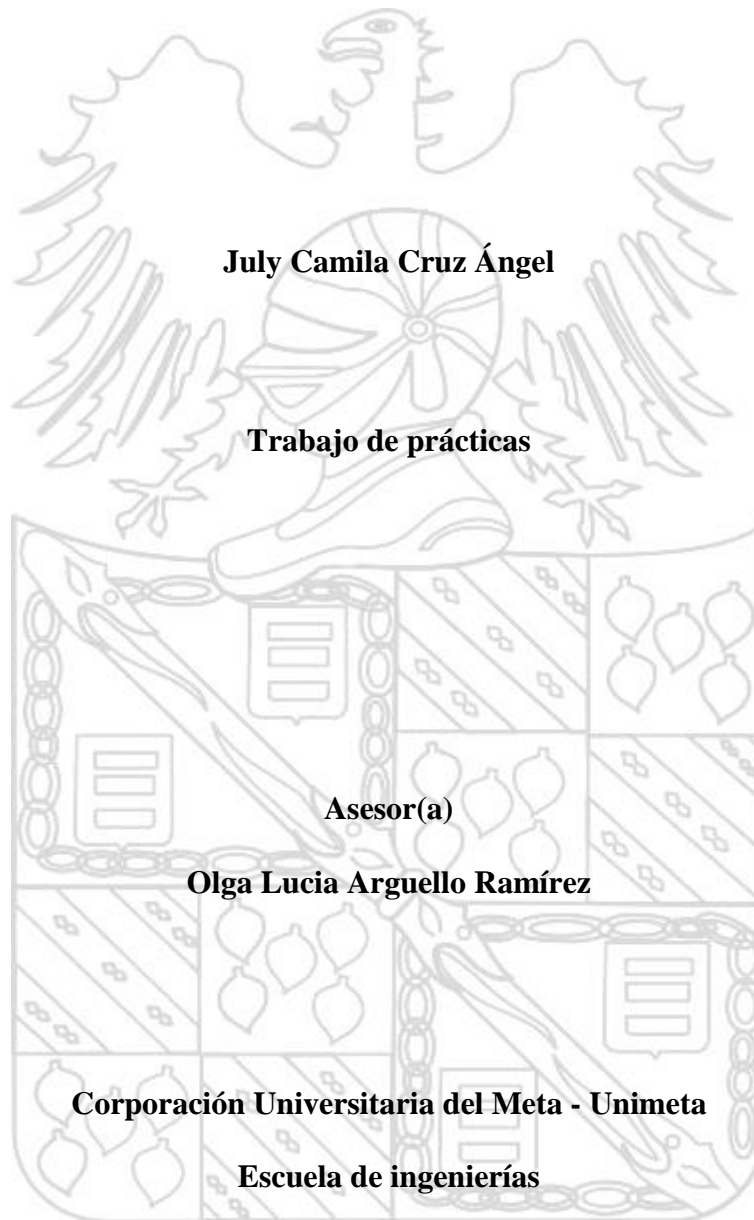 July Camila Cruz Ángel
Trabajo de prácticas
Asesor(a)
Olga Lucia Arguello Ramírez
Corporación Universitaria del Meta - Unimeta
Escuela de ingenierías